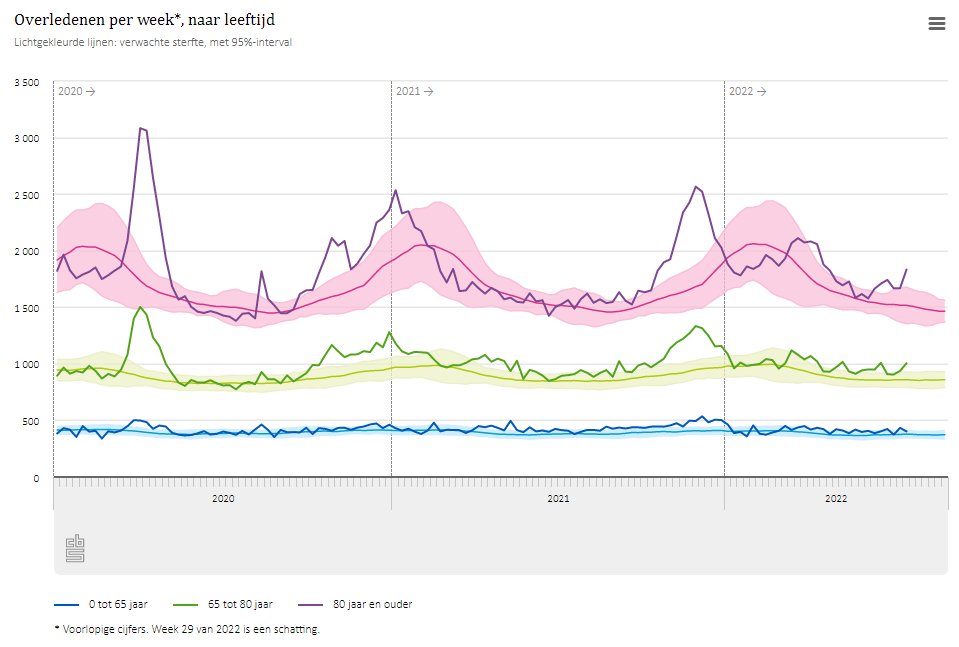 Overledenen per week*, naar leeftijd
Lichtgekleurde lijnen: verwachte sterfte, met 95%-interval
3 500
2020 →
2021 →
2022 →
3 000
2 500
2 000
1 500
1 000
500
0
2020
2021
2022
cbs
0 tot 65 jaar
65 tot 80 jaar
80 jaar en ouder
* Voorlopige cijfers. Week 29 van 2022 is een schatting.